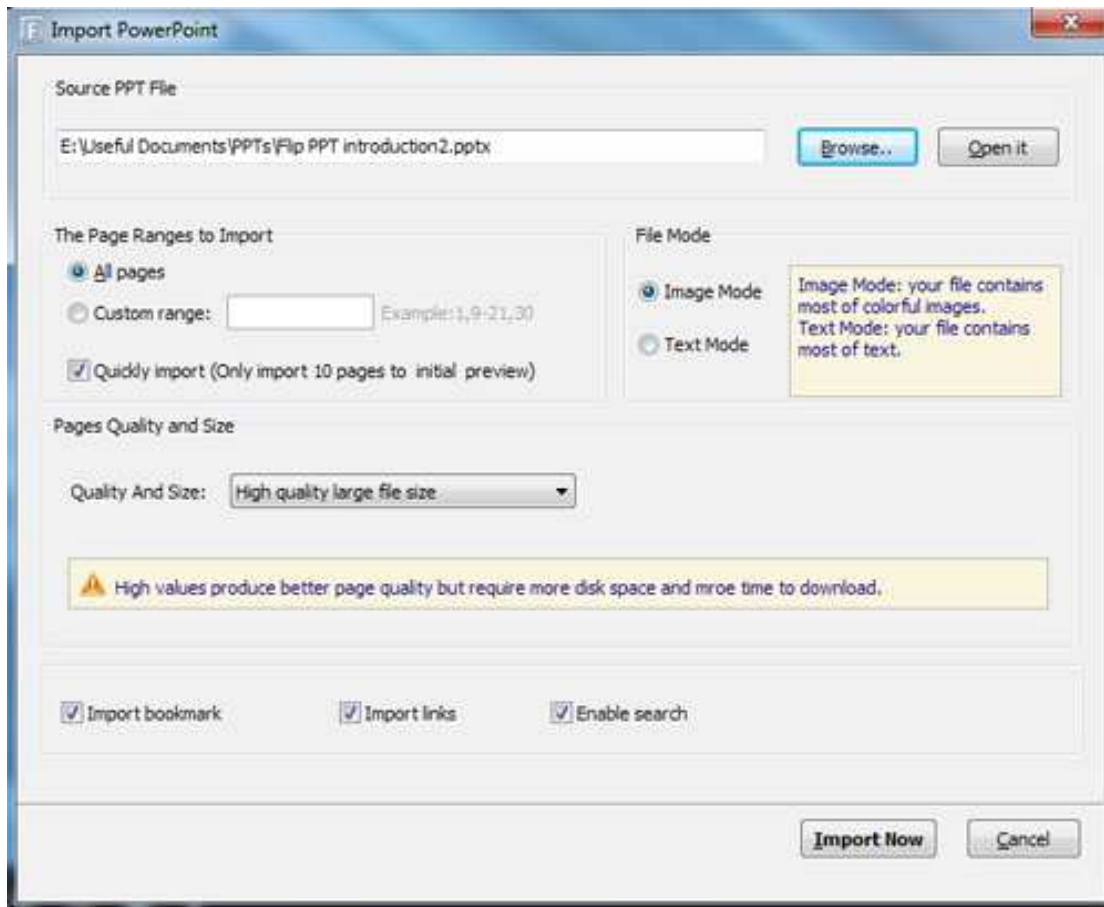 Import PowerPoint
Source PPT File
E:\Useful Documents\PPTs\Flip PPT introduction2.pptx
Browse..
Open it
The Page Ranges to Import
All pages
Custom range:
Example:1,9-21,30
Quickly import (Only import 10 pages to initial preview)
File Mode
Image Mode
Text Mode
Image Mode: your file contains
most of colorful images.
Text Mode: your file contains
most of text.
Pages Quality and Size
Quality And Size:
High quality large file size
High values produce better page quality but require more disk space and mroe time to download.
Import bookmark
Import links
Enable search
Import Now
Cancel